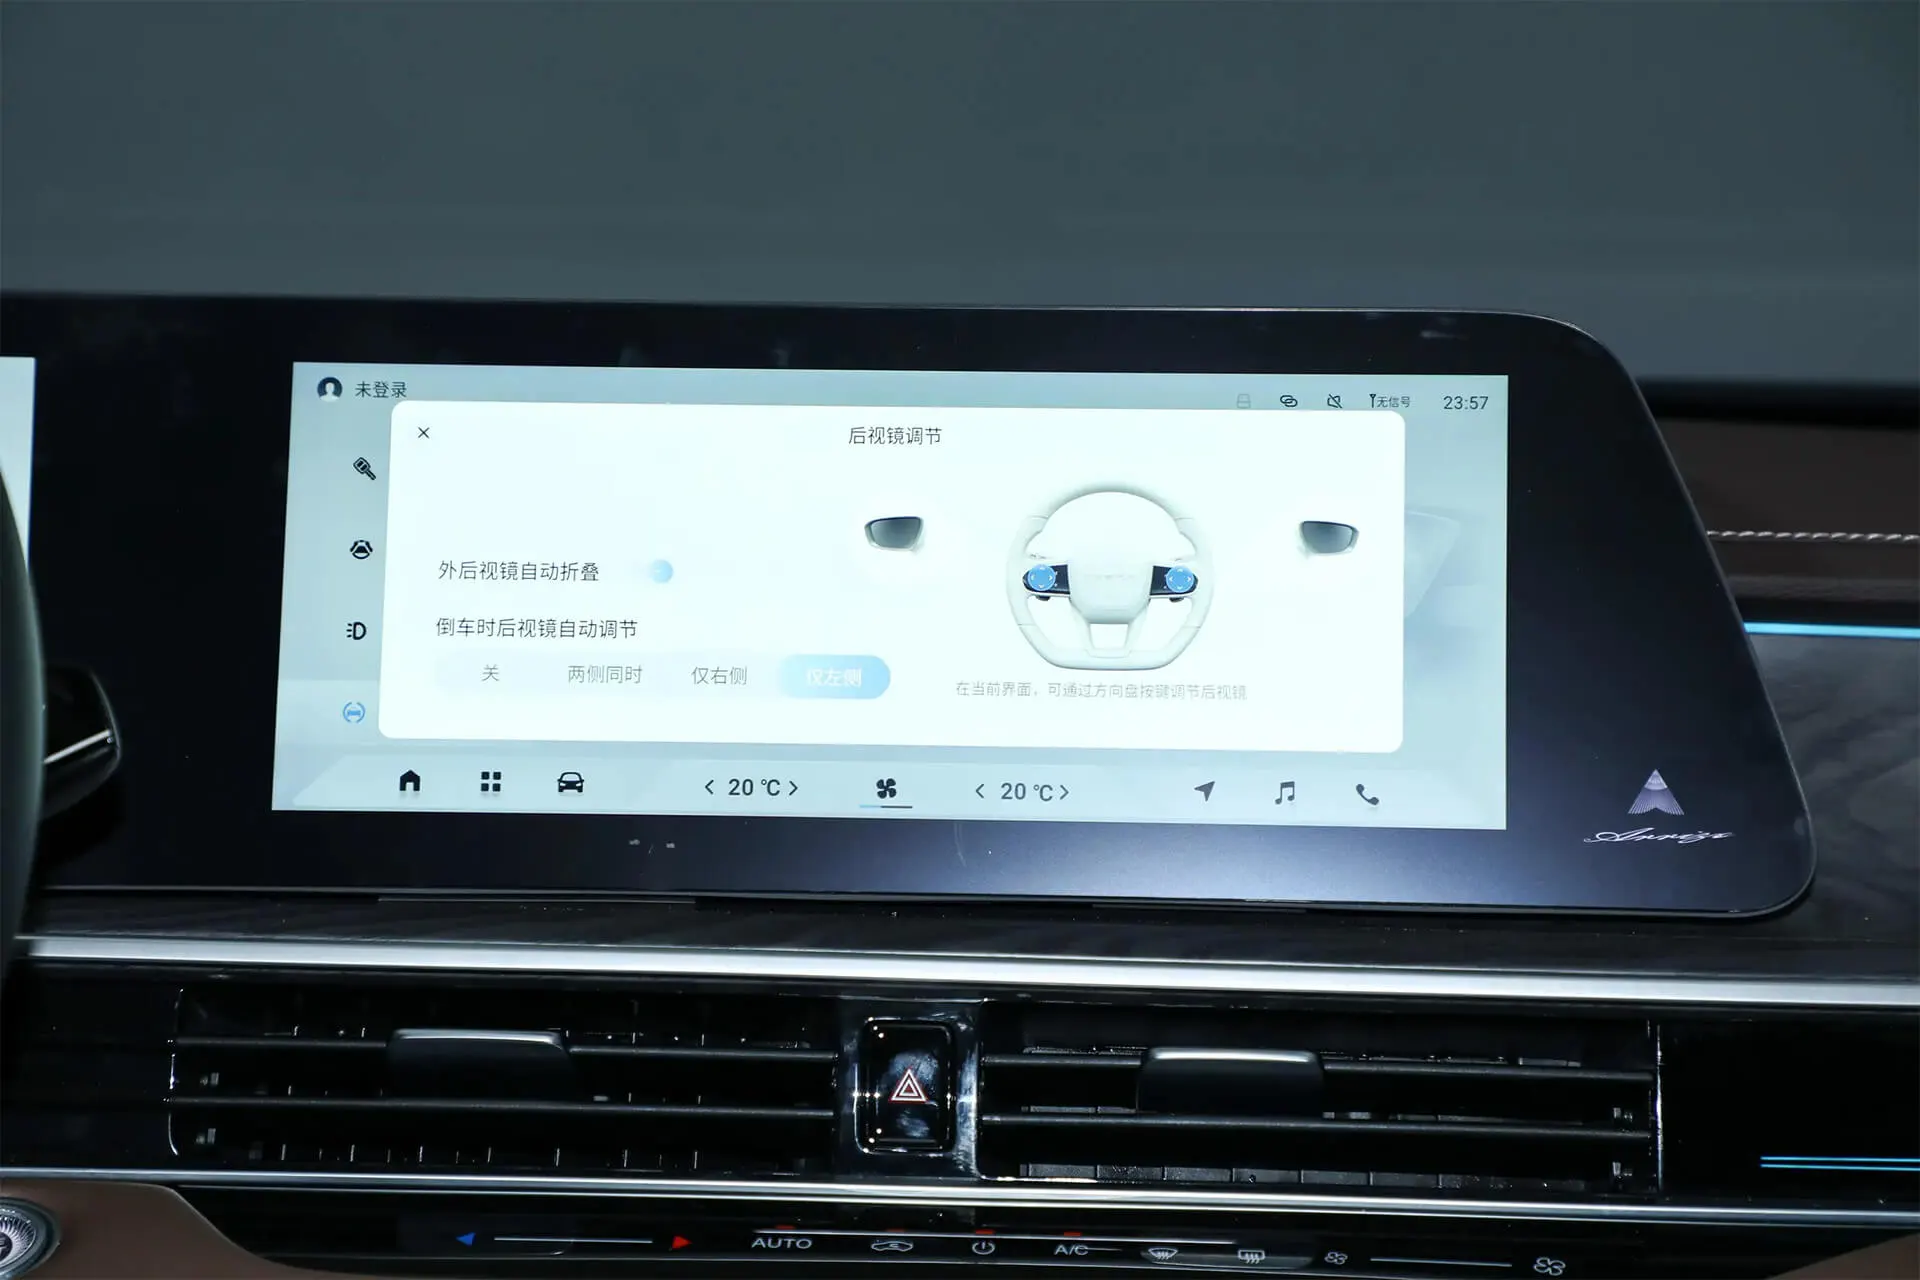 未登录
无信号
23:57
后视镜调节
外后视镜自动折叠
倒车时后视镜自动调节
关 两侧同时 仅右侧 仅左侧
在当前界面，可通过方向盘按键调节后视镜
20℃ 20℃
Arrizo
AUTO A/C